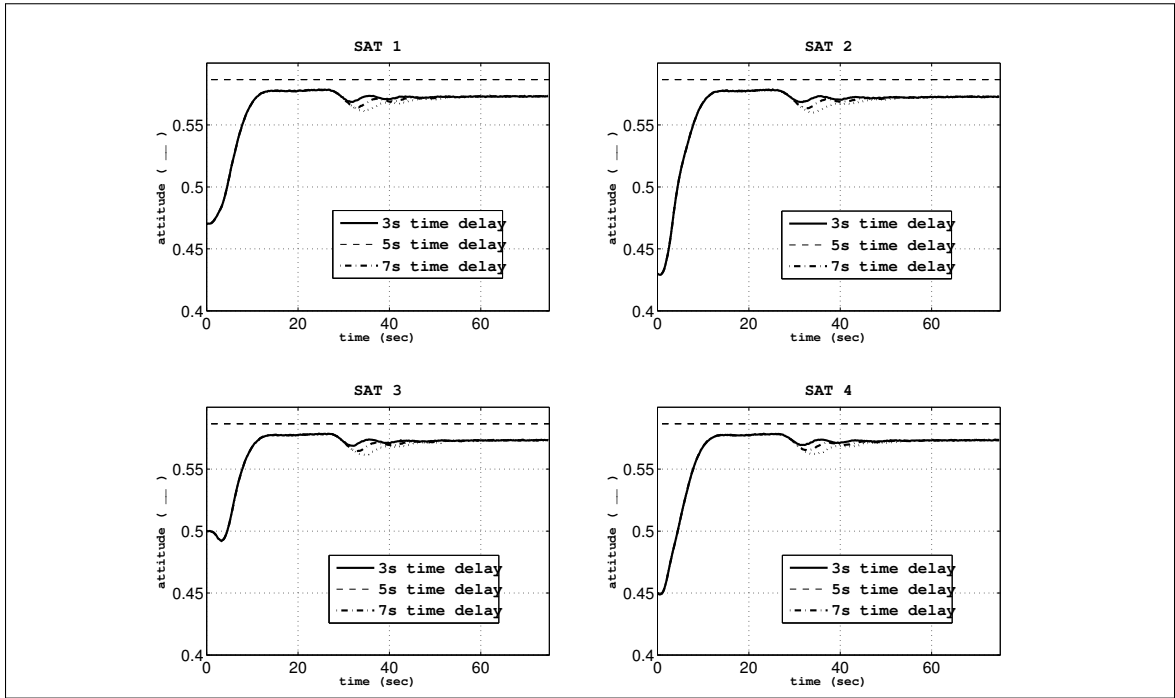 SAT 1
attitude ( __ )
0.55
0.5
0.45
0.4
3s time delay
5s time delay
7s time delay
0 20 40 60
time (sec)
SAT 2
attitude ( __ )
0.55
0.5
0.45
0.4
3s time delay
5s time delay
7s time delay
0 20 40 60
time (sec)
SAT 3
attitude ( __ )
0.55
0.5
0.45
0.4
3s time delay
5s time delay
7s time delay
0 20 40 60
time (sec)
SAT 4
attitude ( __ )
0.55
0.5
0.45
0.4
3s time delay
5s time delay
7s time delay
0 20 40 60
time (sec)